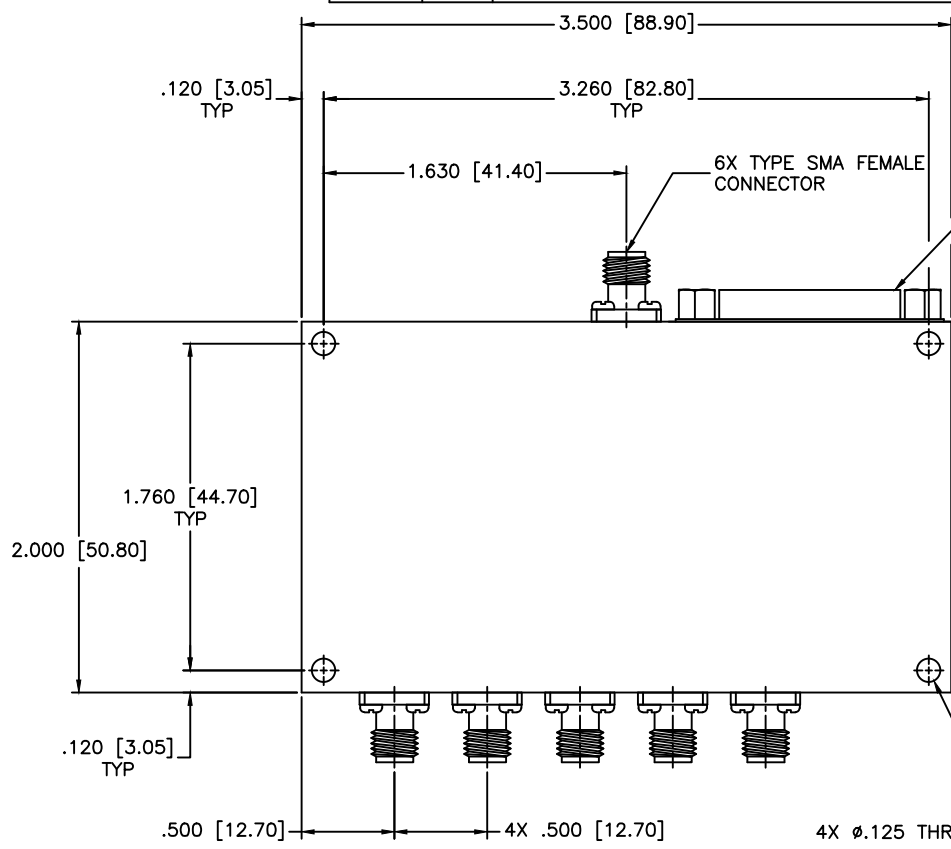 3.500 [88.90]
.120 [3.05]
TYP
3.260 [82.80]
TYP
1.630 [41.40]
6X TYPE SMA FEMALE
CONNECTOR
1.760 [44.70]
TYP
2.000 [50.80]
.120 [3.05]
TYP
.500 [12.70]
4X .500 [12.70]
4X ø.125 THR